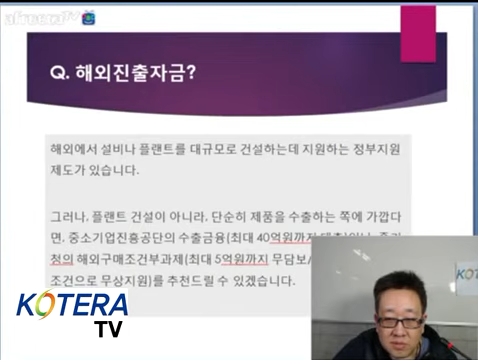 afreecaTV
Q. 해외진출자금?
해외에서 설비나 플랜트를 대규모로 건설하는데 지원하는 정부지원
제도가 있습니다.
그러나, 플랜트 건설이 아니라, 단순히 제품을 수출하는 쪽에 가깝다
면, 중소기업진흥공단의 수출금융(최대 40억원까지
청의 해외구매조건부과제(최대 5억원까지 무담보/
조건으로 무상지원)를 추천드릴 수 있겠습니다.
KOTERA
TV
KOTE